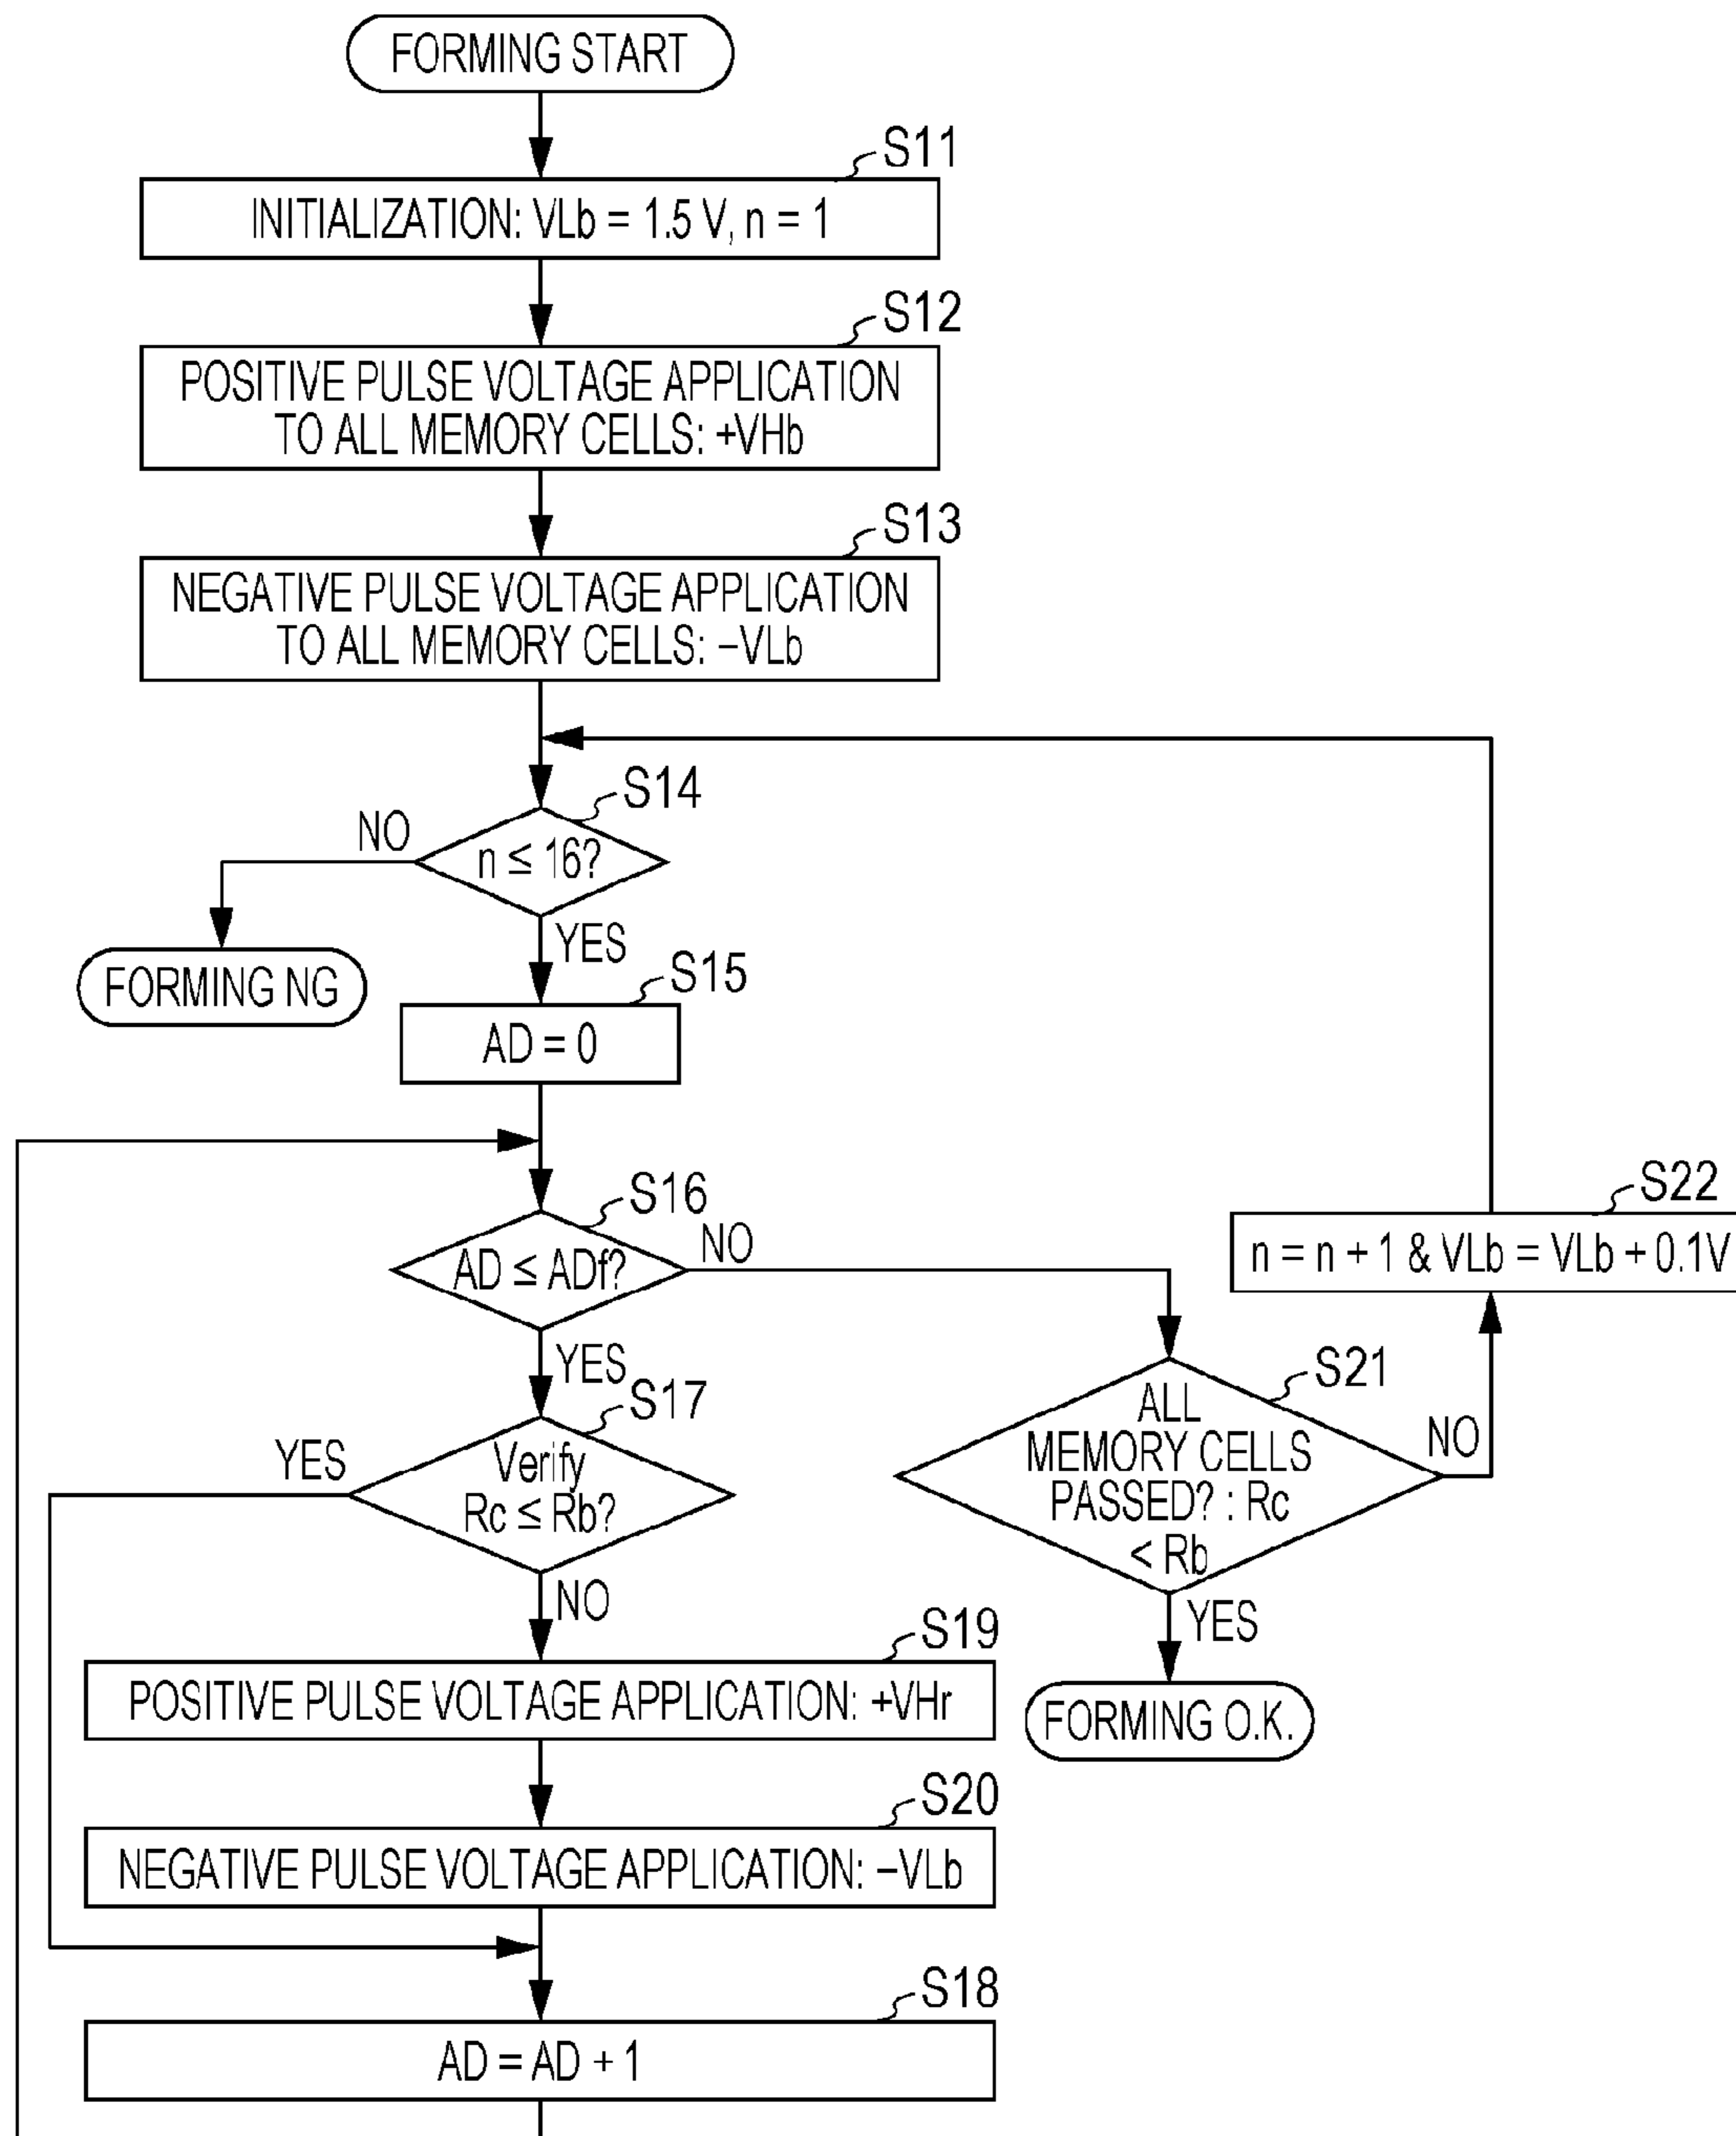 FORMING START
S11
INITIALIZATION: VLb = 1.5 V, n = 1
S12
POSITIVE PULSE VOLTAGE APPLICATION
TO ALL MEMORY CELLS: +VHb
S13
NEGATIVE PULSE VOLTAGE APPLICATION
TO ALL MEMORY CELLS: –VLb
S14
NO
n ≤ 16?
YES
FORMING NG
S15
AD = 0
S16
AD ≤ ADf?
NO
S22
n = n + 1 & VLb = VLb + 0.1V
YES
S17
YES
Verify
Rc ≤ Rb?
NO
S21
ALL
MEMORY CELLS
PASSED? : Rc
< Rb
NO
YES
FORMING O.K.
S19
POSITIVE PULSE VOLTAGE APPLICATION: +VHr
S20
NEGATIVE PULSE VOLTAGE APPLICATION: –VLb
S18
AD = AD + 1